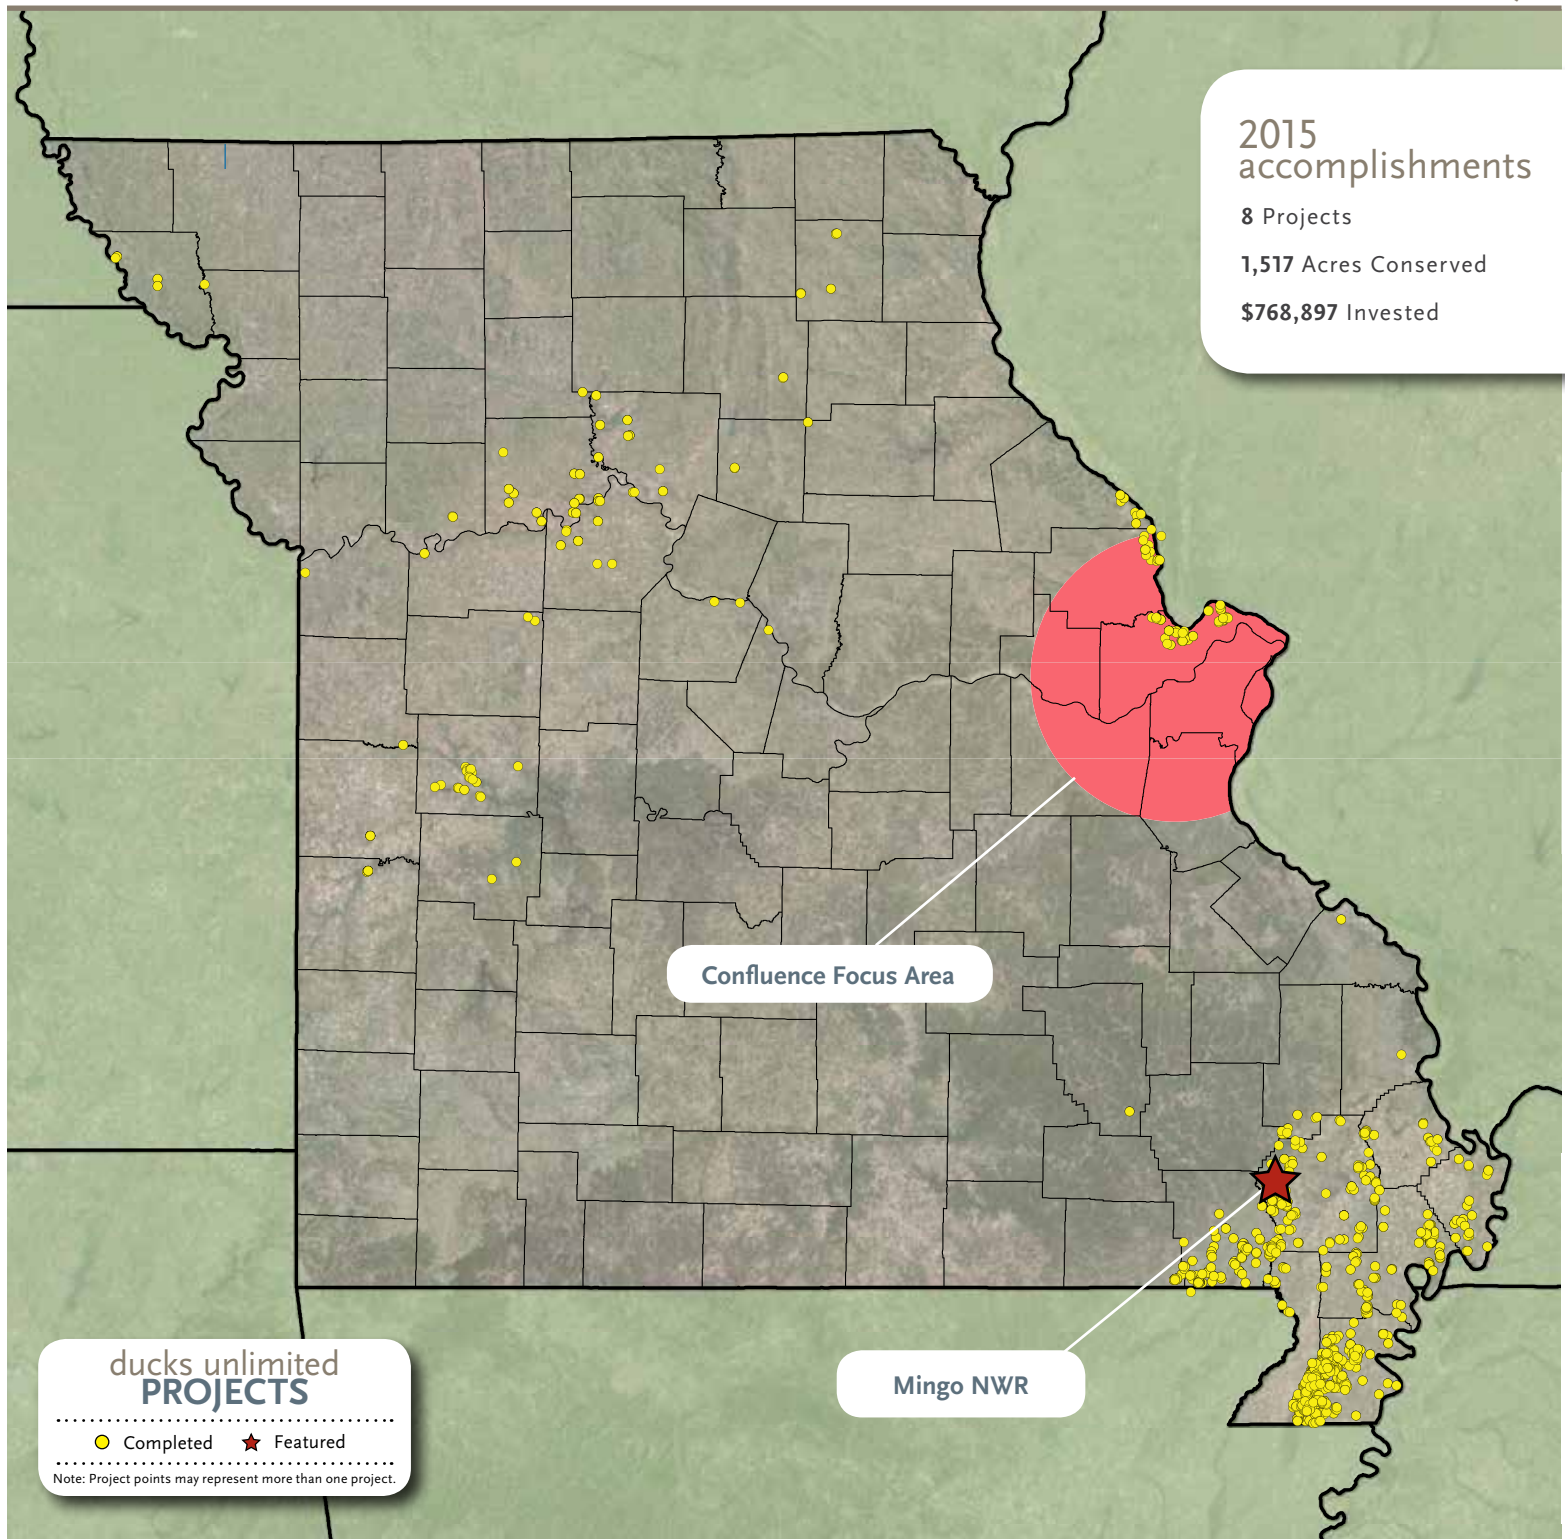 2015
accomplishments
8 Projects
1,517 Acres Conserved
$768,897 Invested
Confluence Focus Area
Mingo NWR
ducks unlimited
PROJECTS
Completed
Featured
Note: Project points may represent more than one project.